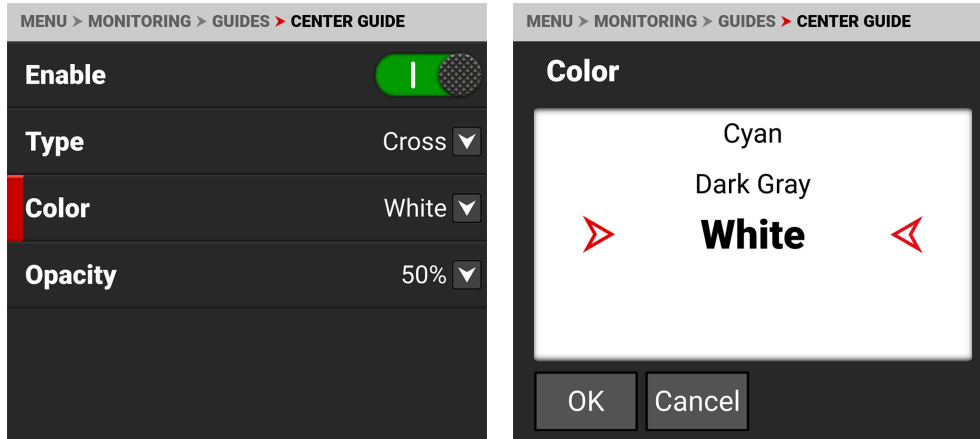 MENU > MONITORING > GUIDES > CENTER GUIDE
Enable
Type Cross
Color White
Opacity 50%
MENU > MONITORING > GUIDES > CENTER GUIDE
Color
Cyan
Dark Gray
White
OK Cancel